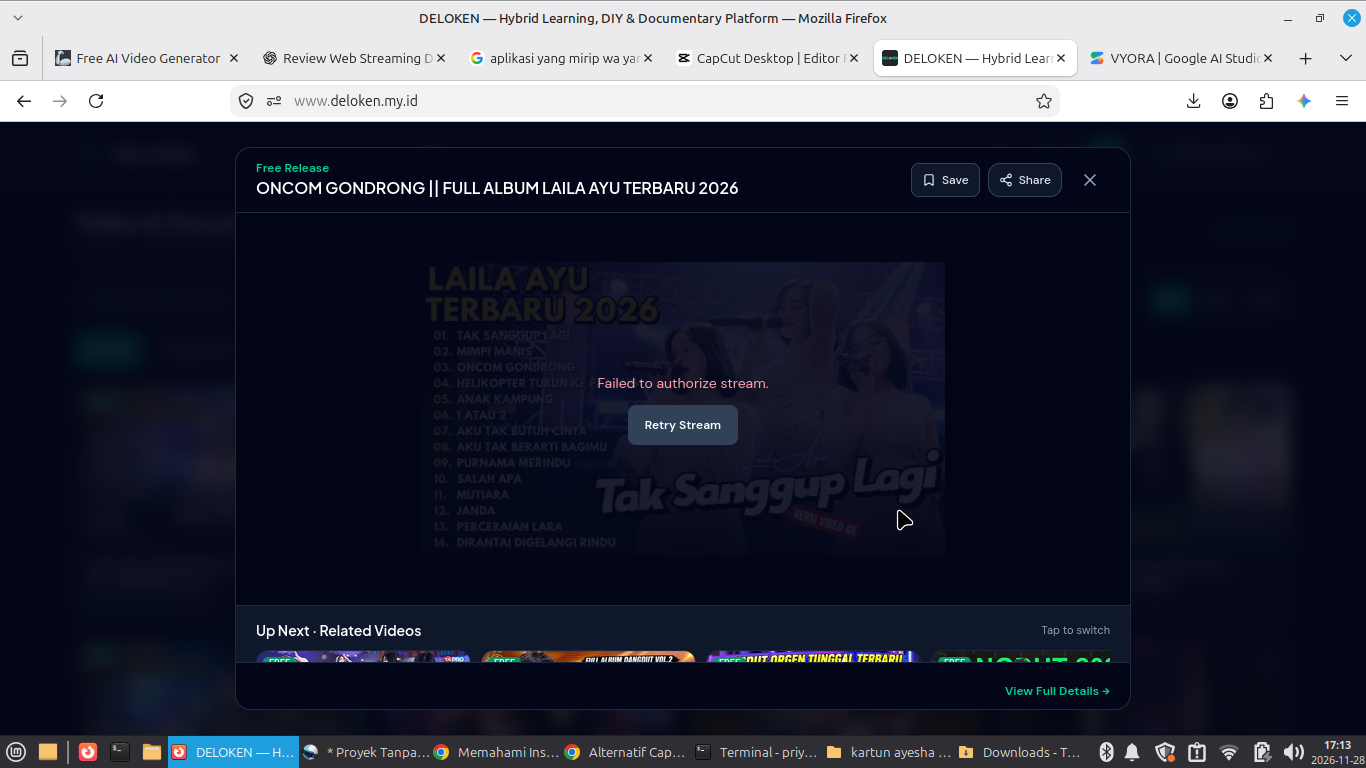 DELOKEN — Hybrid Learning, DIY & Documentary Platform — Mozilla Firefox
Free AI Video Generator
Review Web Streaming D
aplikasi yang mirip wa yar
CapCut Desktop | Editor F
DELOKEN — Hybrid Lear
VYORA | Google AI Studio
www.deloken.my.id
Free Release
ONCOM GONDRONG || FULL ALBUM LAILA AYU TERBARU 2026
Save
Share
LAILA AYU
TERBARU 2026
01. TAK SANGGUP LAGI
02. MIMPI MANIS
03. ONCOM GONDRONG
04. HELIKOPTER TURUN KE
05. ANAK KAMPUNG
06. 1 ATAU 2
07. AKU TAK BUTUH CINTA
08. AKU TAK BERARTI BAGIMU
09. PURNAMA MERINDU
10. SALAH APA
11. MUTIARA
12. JANDA
13. PERCERAIAN LARA
14. DIRANTAI DIGELANGI RINDU
Failed to authorize stream.
Retry Stream
Laila Ayu
Tak Sanggup Lagi
VERSI VIDEO 4K
Up Next · Related Videos
Tap to switch
FREE
FREE
FULL ALBUM DANGDUT VOL.2
FREE
DUT ORGEN TUNGGAL TERBARU
FREE
View Full Details →
DELOKEN — H...
* Proyek Tanpa...
Memahami Ins...
Alternatif Cap...
Terminal - priy...
kartun ayesha ...
Downloads - T...
17:13
2026-11-28